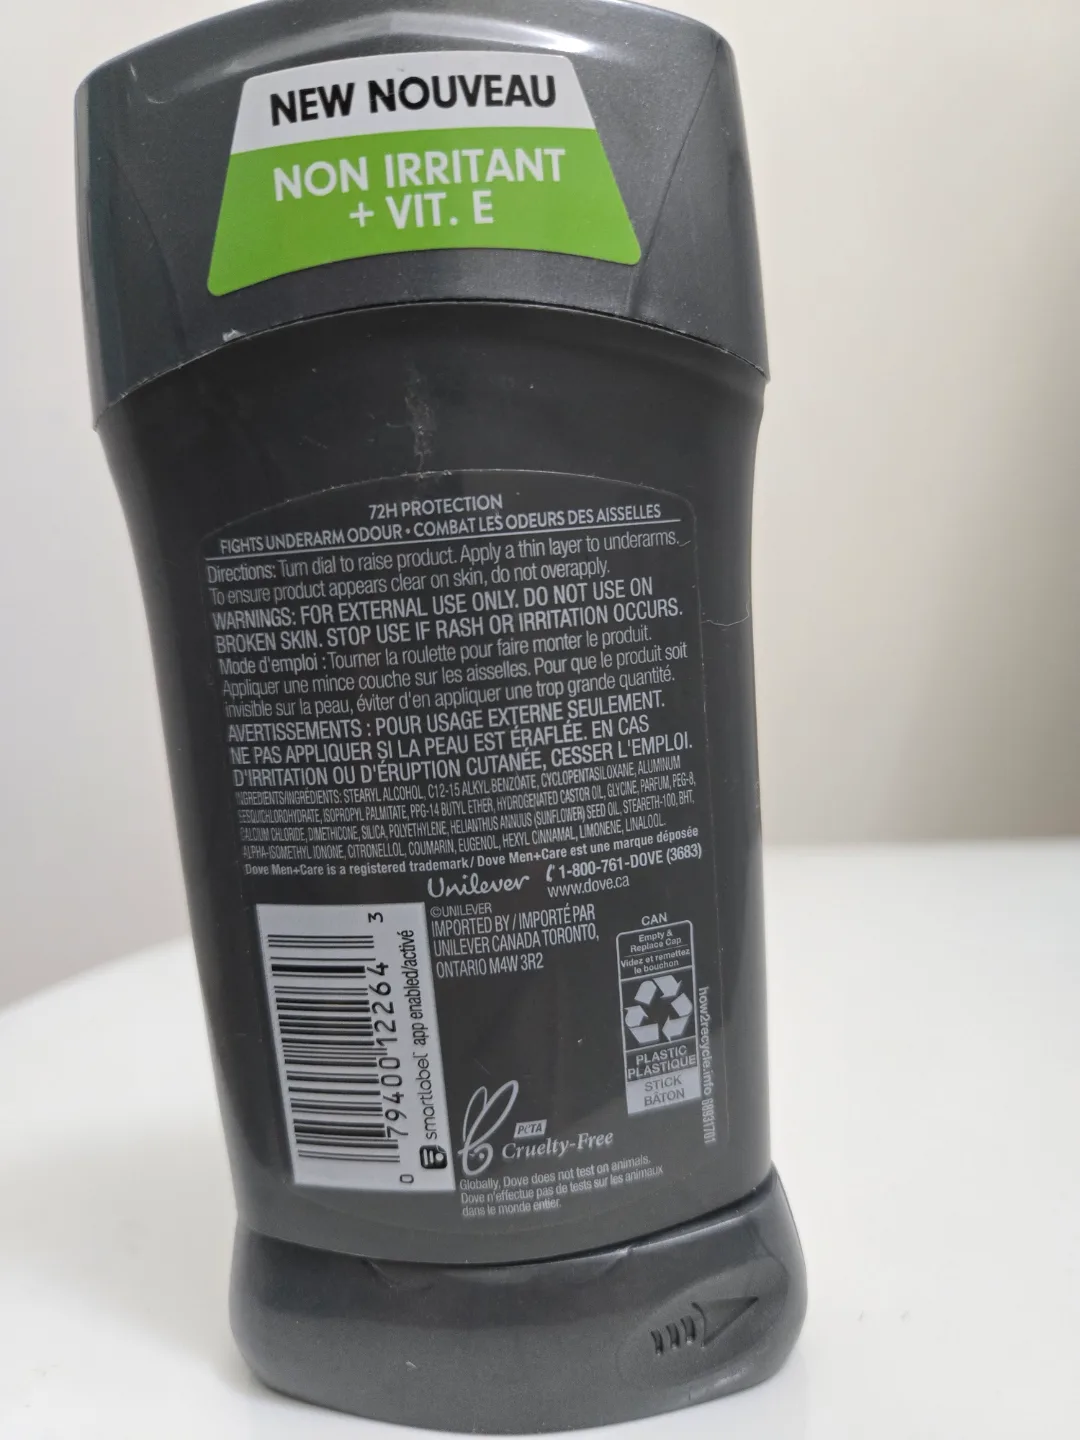 NEW NOUVEAU
NON IRRITANT
+ VIT. E
72H PROTECTION
FIGHTS UNDERARM ODOUR • COMBAT LES ODEURS DES AISSELLES
Directions: Turn dial to raise product. Apply a thin layer to underarms.
To ensure product appears clear on skin, do not overapply.
WARNINGS: FOR EXTERNAL USE ONLY. DO NOT USE ON
BROKEN SKIN. STOP USE IF RASH OR IRRITATION OCCURS.
Mode d'emploi : Tourner la roulette pour faire monter le produit.
Appliquer une mince couche sur les aisselles. Pour que le produit soit
invisible sur la peau, éviter d'en appliquer une trop grande quantité.
AVERTISSEMENTS : POUR USAGE EXTERNE SEULEMENT.
NE PAS APPLIQUER SI LA PEAU EST ÉRAFLÉE. EN CAS
D'IRRITATION OU D'ÉRUPTION CUTANÉE, CESSER L'EMPLOI.
INGREDIENTS/INGRÉDIENTS: STEARYL ALCOHOL, C12-15 ALKYL BENZOATE, CYCLOPENTASILOXANE, ALUMINUM
SESQUICHLOROHYDRATE, ISOPROPYL PALMITATE, PPG-14 BUTYL ETHER, HYDROGENATED CASTOR OIL, GLYCINE, PARFUM, PEG-8,
CALCIUM CHLORIDE, DIMETHICONE, SILICA, POLYETHYLENE, HELIANTHUS ANNUUS (SUNFLOWER) SEED OIL, STEARETH-100, BHT,
ALPHA-ISOMETHYL IONONE, CITRONELLOL, COUMARIN, EUGENOL, HEXYL CINNAMAL, LIMONENE, LINALOOL.
Dove Men+Care is a registered trademark/ Dove Men+Care est une marque déposée
Unilever 1-800-761-DOVE (3683)
www.dove.ca
©UNILEVER
IMPORTED BY / IMPORTÉ PAR
UNILEVER CANADA TORONTO,
ONTARIO M4W 3R2
0 79400 12264 3
smartlabel app enabled/activé
CAN
Empty &
Replace Cap
Videz et remettez
le bouchon
PLASTIC
PLASTIQUE
STICK
BÂTON
how2recycle.info
PETA
Cruelty-Free
Globally, Dove does not test on animals.
Dove n'effectue pas de tests sur les animaux
dans le monde entier.